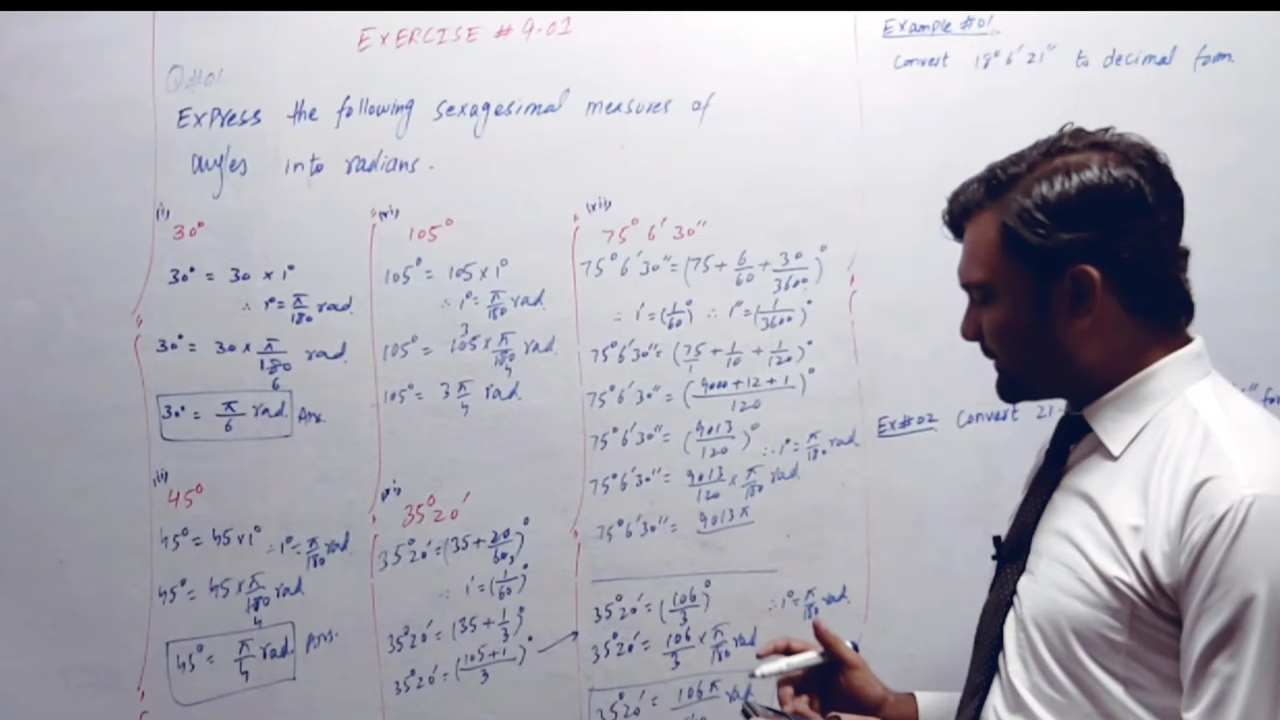 EXERCISE # 9.01
Q#01
Express the following sexagesimal measures of
angles into radians.
(i)
30°
30° = 30 × 1°
∴ 1° = π/180 rad.
30° = 30 × π/180 rad.
6
30° = π/6 rad. Ans.
(ii)
45°
45° = 45×1° ∴ 1° = π/180 rad.
45° = 45 × π/180 rad
4
45° = π/4 rad. Ans.
105°
105° = 105×1°
∴ 1° = π/180 rad.
3
105° = 105 × π/180 rad.
4
105° = 3π/4 rad.
35°20′
35°20′ = (35 + 20/60)°
3
∴ 1′ = (1/60)°
35°20′ = (35 + 1/3)°
35°20′ = (105+1/3)° →
75° 6′ 30″
75°6′30″ = (75 + 6/60 + 30/3600)°
∴ 1′ = (1/60)° ∴ 1″ = (1/3600)°
75°6′30″ = (75/1 + 1/10 + 1/120)°
75°6′30″ = (9000+12+1/120)°
75°6′30″ = (9013/120)° ∴ 1° = π/180 rad
75°6′30″ = 9013/120 × π/180 rad.
75°6′30″ = 9013π
35°20′ = (106/3)° ∴ 1° = π/180 rad.
35°20′ = 106/3 × π/180 rad
35°20′ = 106π rad
Example #01.
Convert 18° 6′ 21″ to decimal form.
Ex#02 Convert 21